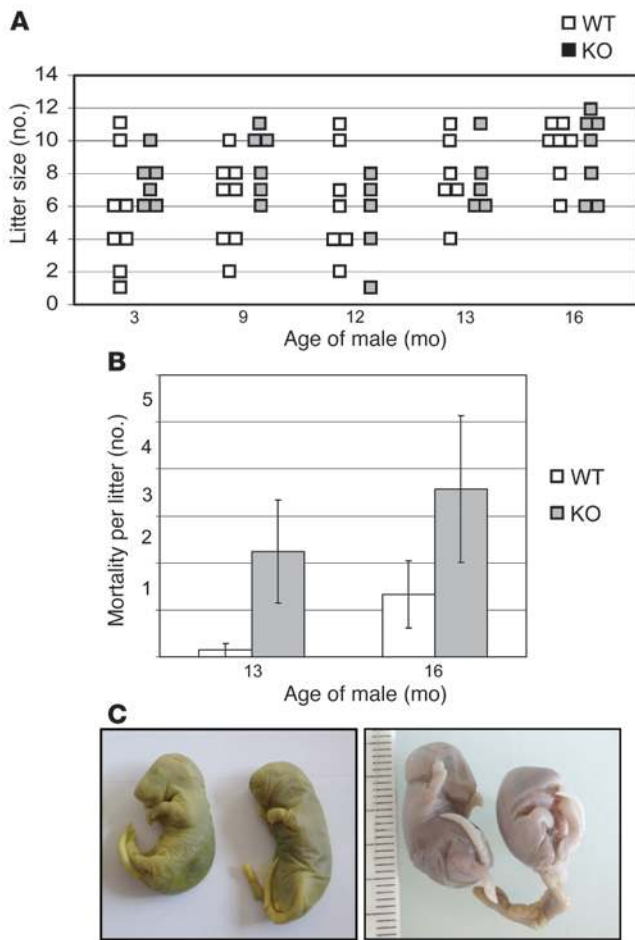 A
WT
KO
14
12
10
8
6
4
2
0
Litter size (no.)
3 9 12 13 16
Age of male (mo)
B
5
4
3
2
1
Mortality per litter (no.)
WT
KO
13 16
Age of male (mo)
C